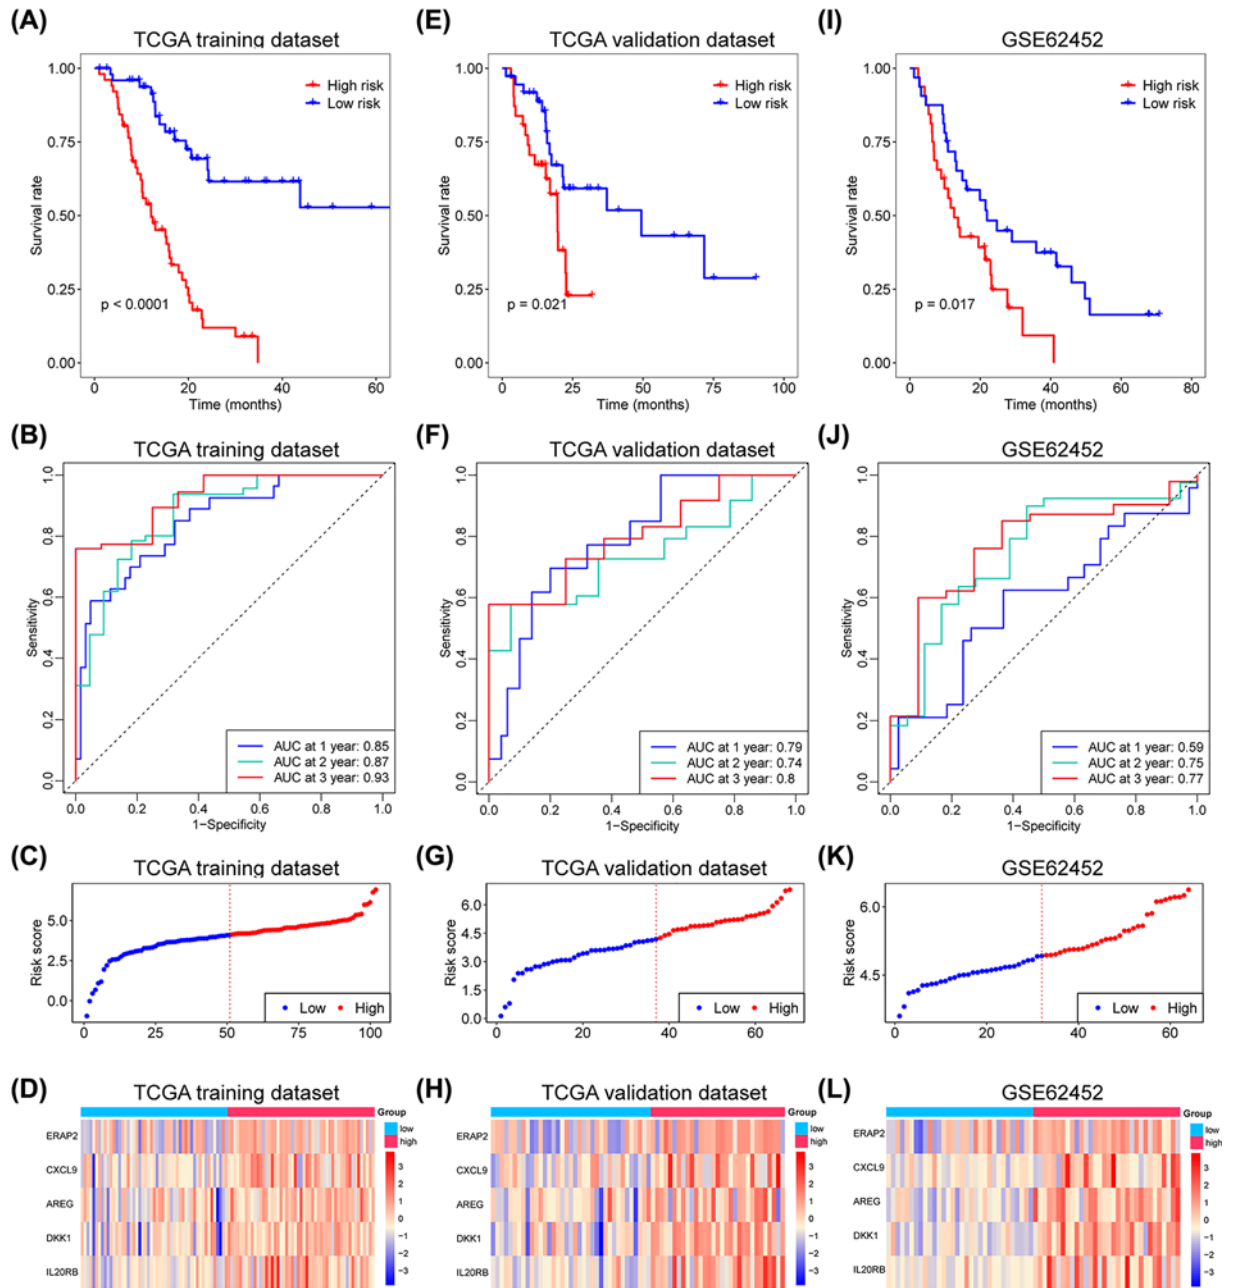 (A)
TCGA training dataset
1.00
0.75
0.50
0.25
0.00
Survival rate
High risk
Low risk
p < 0.0001
0 20 40 60
Time (months)
(E)
TCGA validation dataset
1.00
0.75
0.50
0.25
0.00
Survival rate
High risk
Low risk
p = 0.021
0 25 50 75 100
Time (months)
(I)
GSE62452
1.00
0.75
0.50
0.25
0.00
Survival rate
High risk
Low risk
p = 0.017
0 20 40 60 80
Time (months)
(B)
TCGA training dataset
1.0
0.8
0.6
0.4
0.2
0.0
Sensitivity
AUC at 1 year: 0.85
AUC at 2 year: 0.87
AUC at 3 year: 0.93
0.0 0.2 0.4 0.6 0.8 1.0
1−Specificity
(F)
TCGA validation dataset
1.0
0.8
0.6
0.4
0.2
0.0
Sensitivity
AUC at 1 year: 0.79
AUC at 2 year: 0.74
AUC at 3 year: 0.8
0.0 0.2 0.4 0.6 0.8 1.0
1−Specificity
(J)
GSE62452
1.0
0.8
0.6
0.4
0.2
0.0
Sensitivity
AUC at 1 year: 0.59
AUC at 2 year: 0.75
AUC at 3 year: 0.77
0.0 0.2 0.4 0.6 0.8 1.0
1−Specificity
(C)
TCGA training dataset
5.0
2.5
0.0
Risk score
Low High
0 25 50 75 100
(G)
TCGA validation dataset
6.0
4.5
3.0
1.5
0.0
Risk score
Low High
0 20 40 60
(K)
GSE62452
6.0
4.5
Risk score
Low High
0 20 40 60
(D)
TCGA training dataset
ERAP2
CXCL9
AREG
DKK1
IL20RB
Group
low
high
3
2
1
0
−1
−2
−3
(H)
TCGA validation dataset
ERAP2
CXCL9
AREG
DKK1
IL20RB
Group
low
high
3
2
1
0
−1
−2
−3
(L)
GSE62452
ERAP2
CXCL9
AREG
DKK1
IL20RB
Group
low
high
3
2
1
0
−1
−2
−3